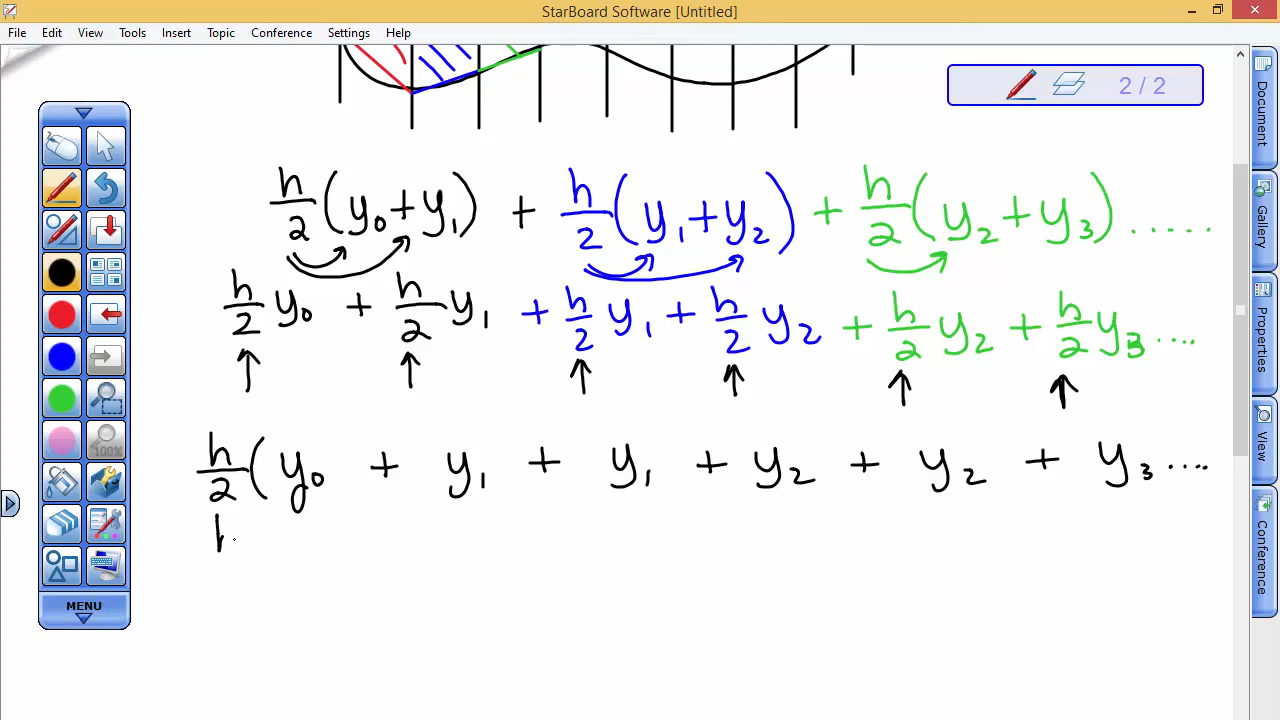 StarBoard Software [Untitled]
File Edit View Tools Insert Topic Conference Settings Help
2 / 2
Document
Gallery
Properties
View
Conference
100%
MENU
h/2 (y₀ + y₁) + h/2 (y₁ + y₂) + h/2 (y₂ + y₃) .....
h/2 y₀ + h/2 y₁ + h/2 y₁ + h/2 y₂ + h/2 y₂ + h/2 y₃ ....
h/2 (y₀ + y₁ + y₁ + y₂ + y₂ + y₃ ....